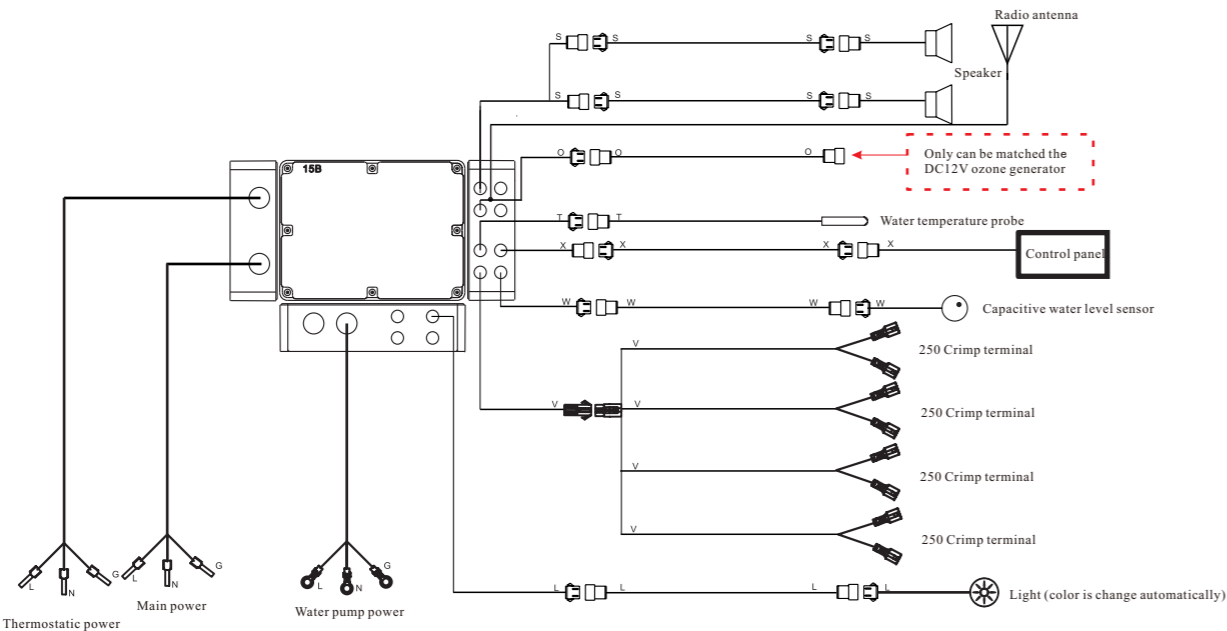 Radio antenna
S S S S
Speaker
S S S S
O O O
Only can be matched the
DC12V ozone generator
15B
T T
Water temperature probe
X X X X
Control panel
W W W W
Capacitive water level sensor
V
250 Crimp terminal
V V
250 Crimp terminal
V
250 Crimp terminal
V
250 Crimp terminal
L N G
Thermostatic power
L N G
Main power
L N G
Water pump power
L L L L
Light (color is change automatically)